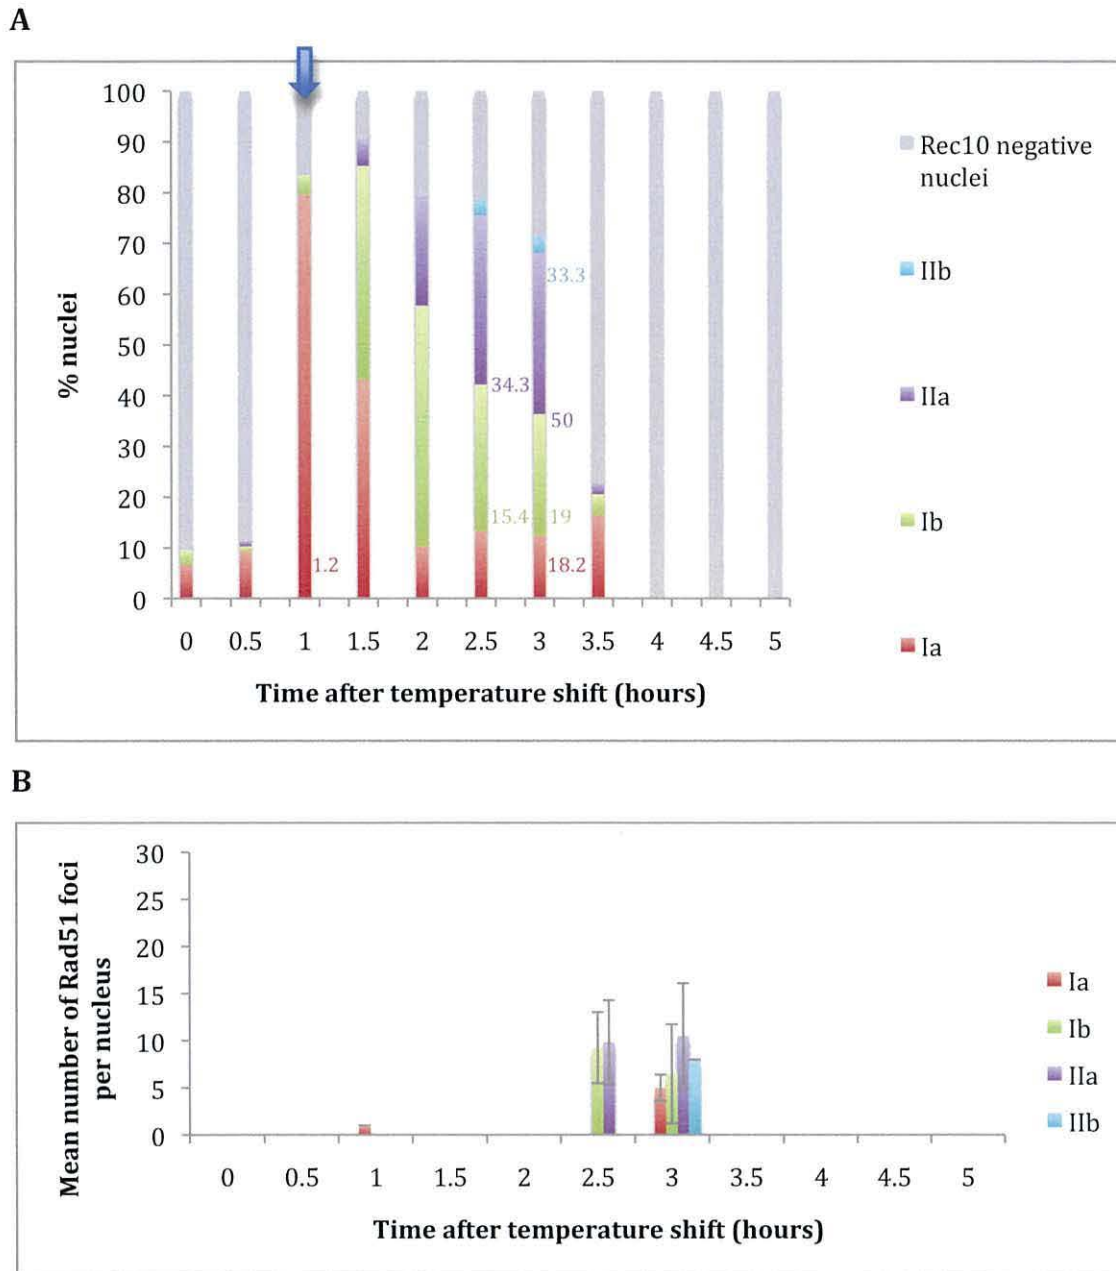 A
100
90
80
70
60
50
40
30
20
10
0
% nuclei
1.2
34.3
15.4
33.3
50
19
18.2
0 0.5 1 1.5 2 2.5 3 3.5 4 4.5 5
Time after temperature shift (hours)
Rec10 negative
nuclei
IIb
IIa
Ib
Ia
B
30
25
20
15
10
5
0
Mean number of Rad51 foci
per nucleus
0 0.5 1 1.5 2 2.5 3 3.5 4 4.5 5
Time after temperature shift (hours)
Ia
Ib
IIa
IIb